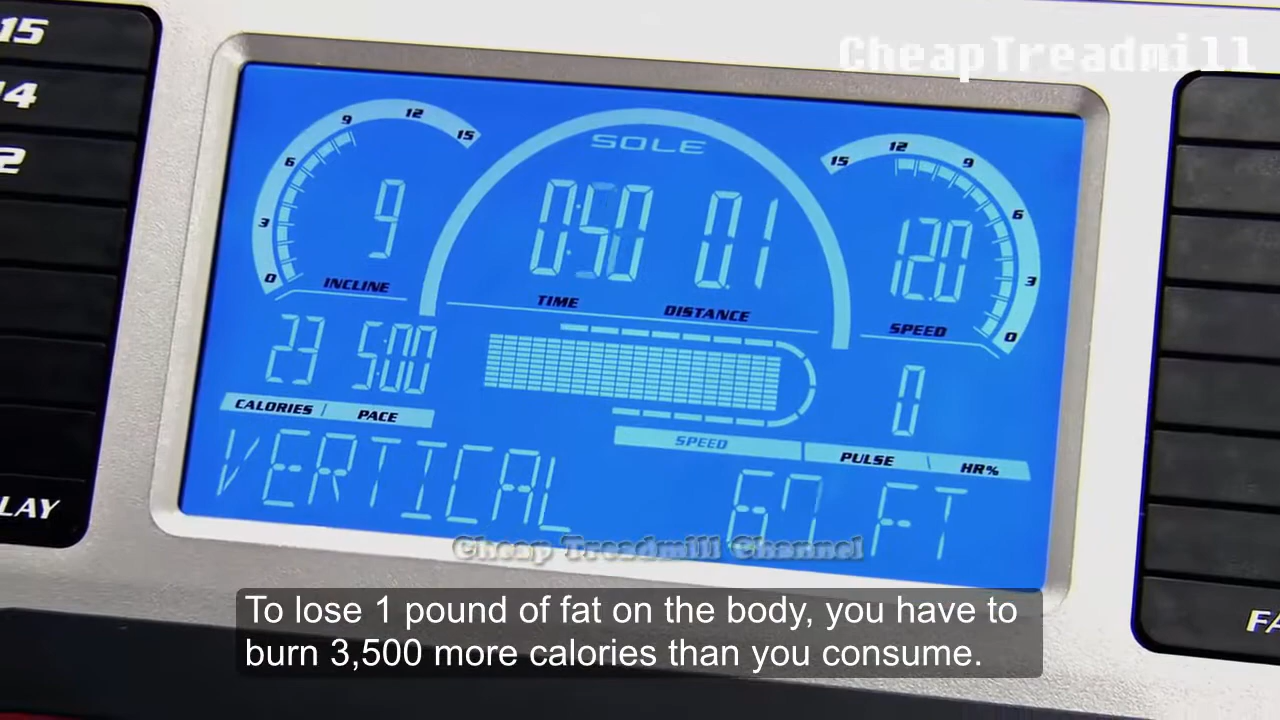 CheapTreadmill
15
14
2
LAY
SOLE
0 3 6 9 12 15
9
INCLINE
0:50 0.1
TIME DISTANCE
15 12 9 6 3 0
12.0
SPEED
23 5:00
CALORIES PACE
0
SPEED PULSE HR%
VERTICAL 67 FT
Cheap Treadmill Channel
To lose 1 pound of fat on the body, you have to
burn 3,500 more calories than you consume.